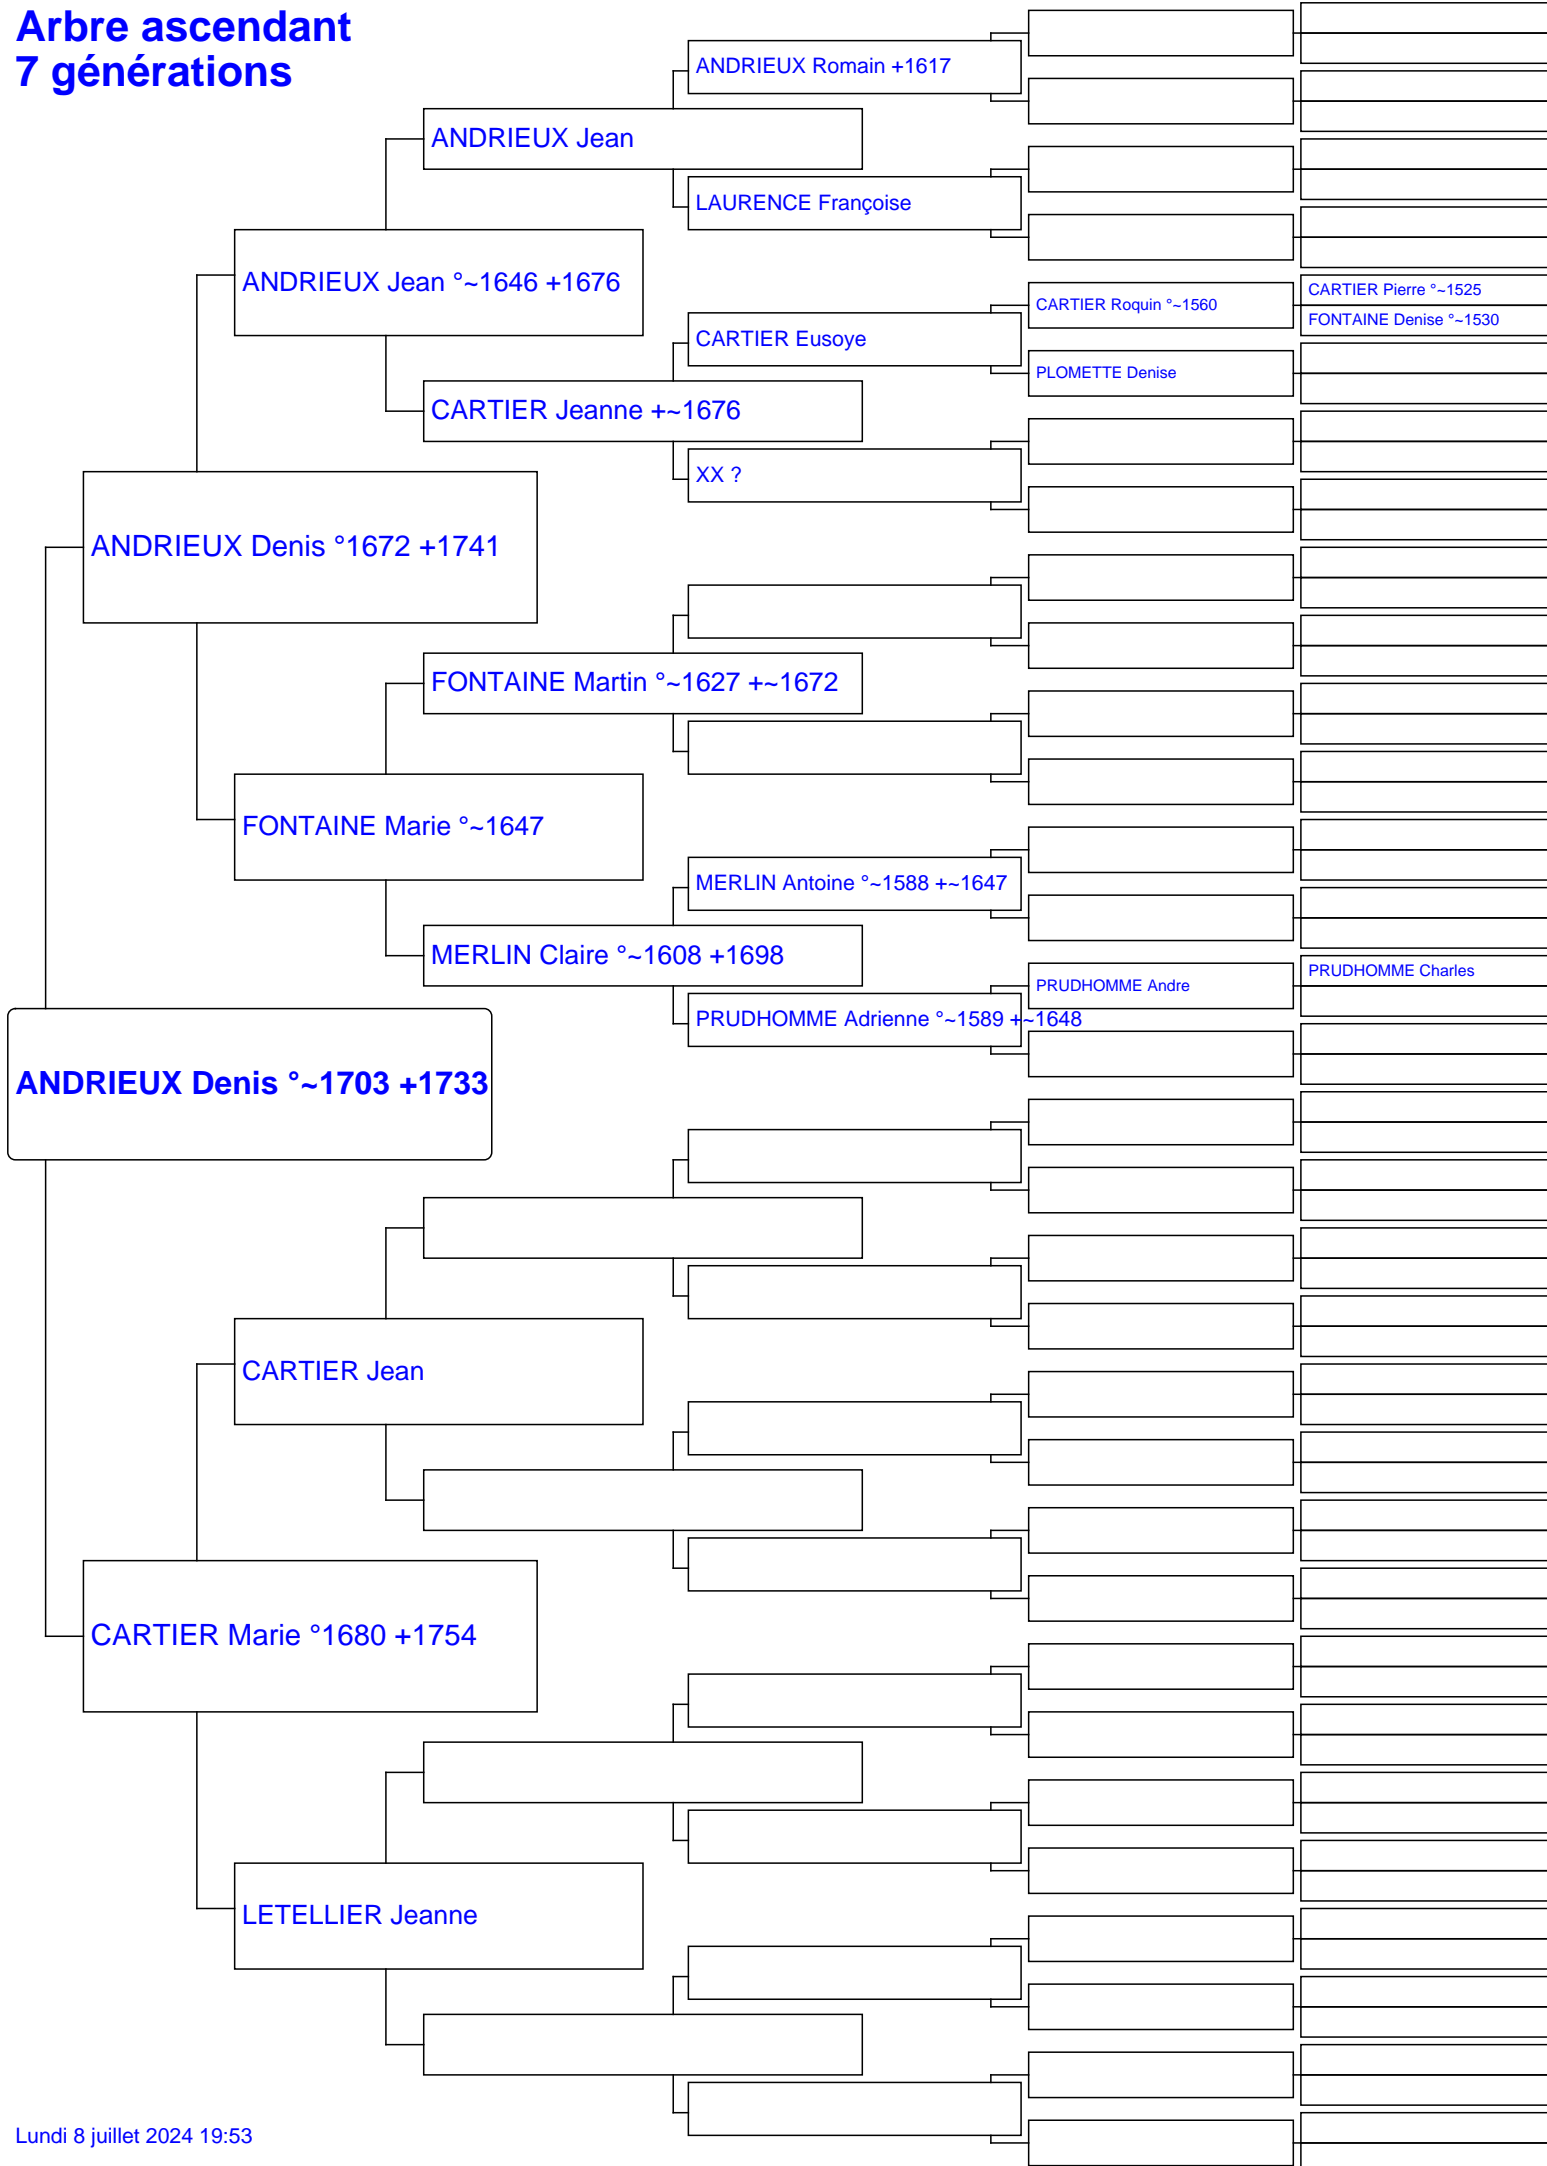 Arbre ascendant
7 générations
ANDRIEUX Romain +1617
ANDRIEUX Jean
LAURENCE Françoise
ANDRIEUX Jean °~1646 +1676
CARTIER Pierre °~1525
CARTIER Roquin °~1560
FONTAINE Denise °~1530
CARTIER Eusoye
PLOMETTE Denise
CARTIER Jeanne +~1676
XX ?
ANDRIEUX Denis °1672 +1741
FONTAINE Martin °~1627 +~1672
FONTAINE Marie °~1647
MERLIN Antoine °~1588 +~1647
MERLIN Claire °~1608 +1698
PRUDHOMME Charles
PRUDHOMME Andre
PRUDHOMME Adrienne °~1589 +~1648
ANDRIEUX Denis °~1703 +1733
CARTIER Jean
CARTIER Marie °1680 +1754
LETELLIER Jeanne
Lundi 8 juillet 2024 19:53